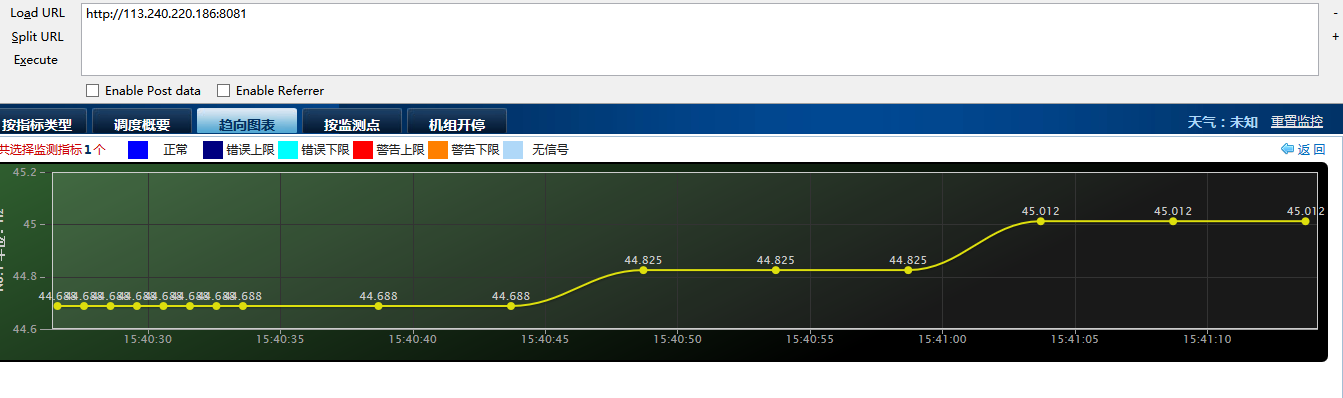 Load URL
http://113.240.220.186:8081
-
Split URL
+
Execute
Enable Post data Enable Referrer
按指标类型 调度概要 趋向图表 按监测点 机组开停 天气：未知 重置监控
共选择监测指标1个 正常 错误上限 错误下限 警告上限 警告下限 无信号 返 回
45.2
45
44.8
44.6
44.688 44.688 44.688 44.688 44.688 44.688 44.688 44.688 44.688 44.688 44.825 44.825 44.825 45.012 45.012 45.012
15:40:30 15:40:35 15:40:40 15:40:45 15:40:50 15:40:55 15:41:00 15:41:05 15:41:10